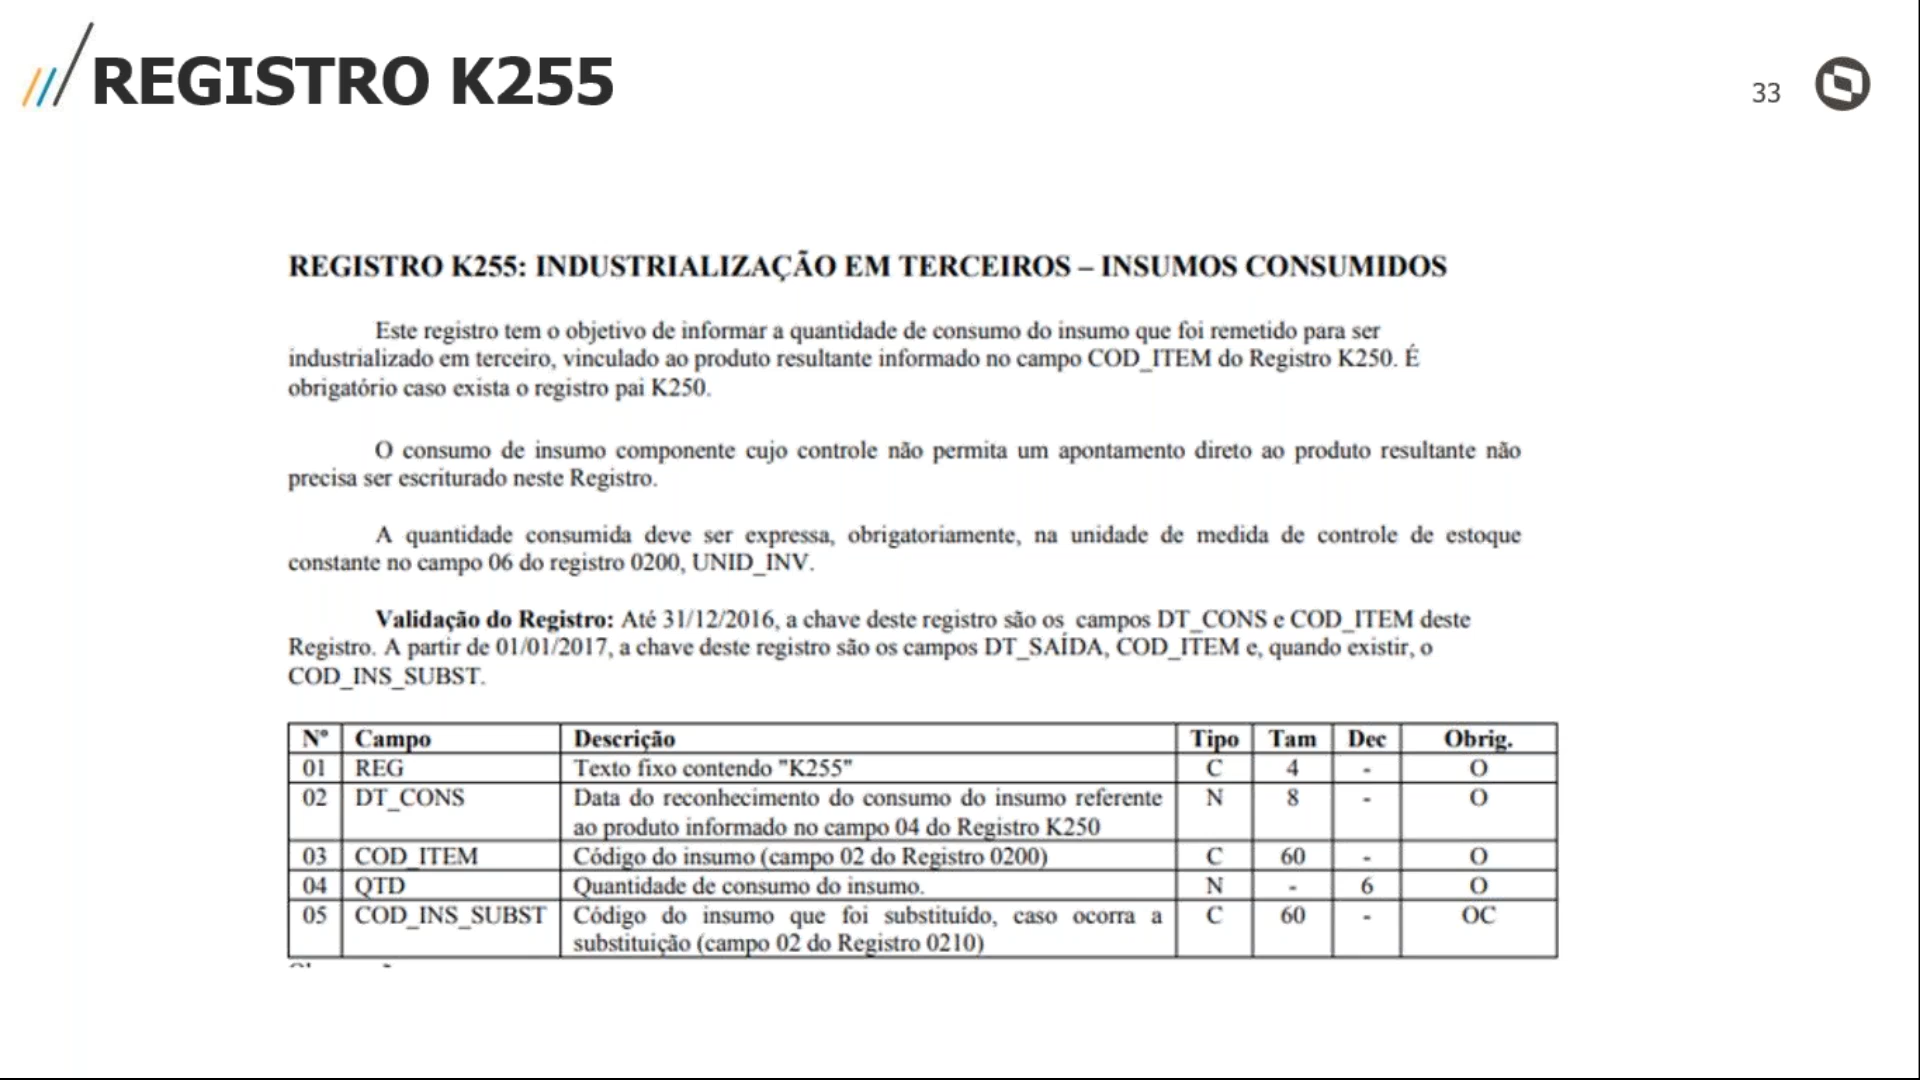 REGISTRO K255
33
REGISTRO K255: INDUSTRIALIZAÇÃO EM TERCEIROS – INSUMOS CONSUMIDOS
Este registro tem o objetivo de informar a quantidade de consumo do insumo que foi remetido para ser
industrializado em terceiro, vinculado ao produto resultante informado no campo COD_ITEM do Registro K250. É
obrigatório caso exista o registro pai K250.
O consumo de insumo componente cujo controle não permita um apontamento direto ao produto resultante não
precisa ser escriturado neste Registro.
A quantidade consumida deve ser expressa, obrigatoriamente, na unidade de medida de controle de estoque
constante no campo 06 do registro 0200, UNID_INV.
Validação do Registro: Até 31/12/2016, a chave deste registro são os campos DT_CONS e COD_ITEM deste
Registro. A partir de 01/01/2017, a chave deste registro são os campos DT_SAÍDA, COD_ITEM e, quando existir, o
COD_INS_SUBST.
Nº Campo Descrição Tipo Tam Dec Obrig.
01 REG Texto fixo contendo "K255" C 4 - O
02 DT_CONS Data do reconhecimento do consumo do insumo referente N 8 - O
ao produto informado no campo 04 do Registro K250
03 COD_ITEM Código do insumo (campo 02 do Registro 0200) C 60 - O
04 QTD Quantidade de consumo do insumo. N - 6 O
05 COD_INS_SUBST Código do insumo que foi substituído, caso ocorra a C 60 - OC
substituição (campo 02 do Registro 0210)